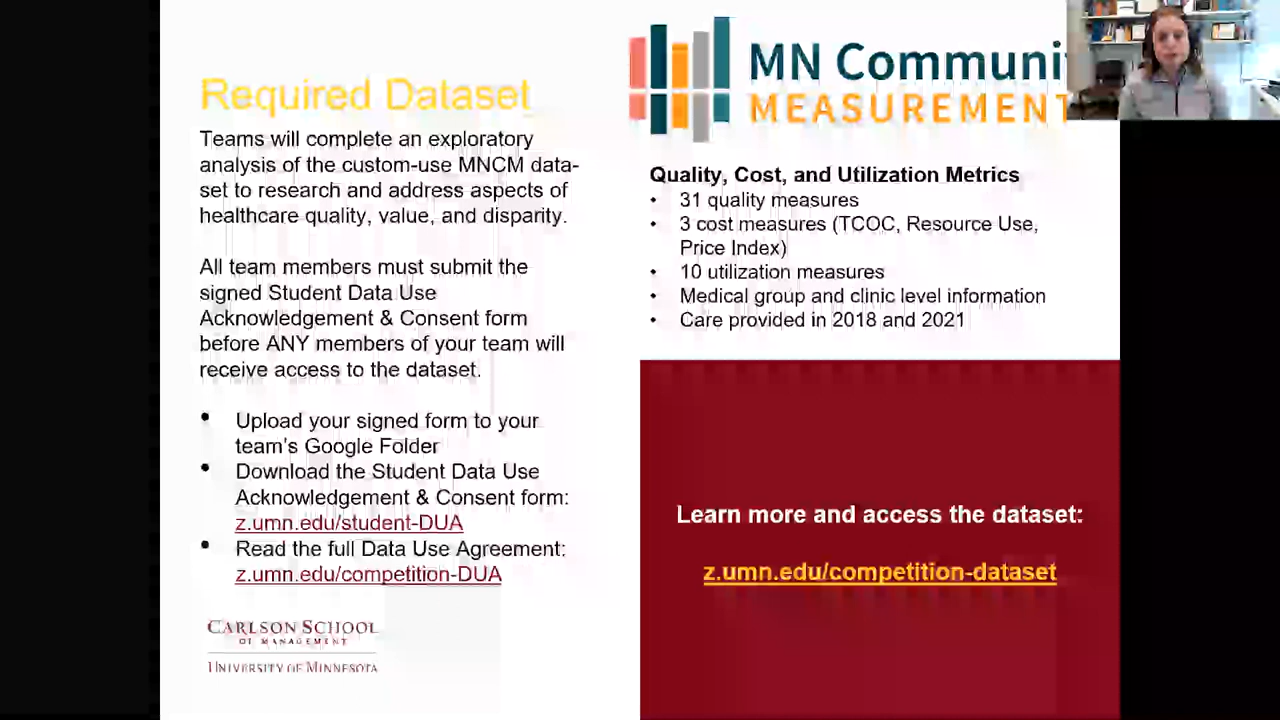 Required Dataset
Teams will complete an exploratory
analysis of the custom-use MNCM data-
set to research and address aspects of
healthcare quality, value, and disparity.
All team members must submit the
signed Student Data Use
Acknowledgement & Consent form
before ANY members of your team will
receive access to the dataset.
• Upload your signed form to your
team's Google Folder
• Download the Student Data Use
Acknowledgement & Consent form:
z.umn.edu/student-DUA
• Read the full Data Use Agreement:
z.umn.edu/competition-DUA
CARLSON SCHOOL
OF MANAGEMENT
UNIVERSITY OF MINNESOTA
MN Communi
MEASUREMENT
Quality, Cost, and Utilization Metrics
• 31 quality measures
• 3 cost measures (TCOC, Resource Use,
Price Index)
• 10 utilization measures
• Medical group and clinic level information
• Care provided in 2018 and 2021
Learn more and access the dataset:
z.umn.edu/competition-dataset